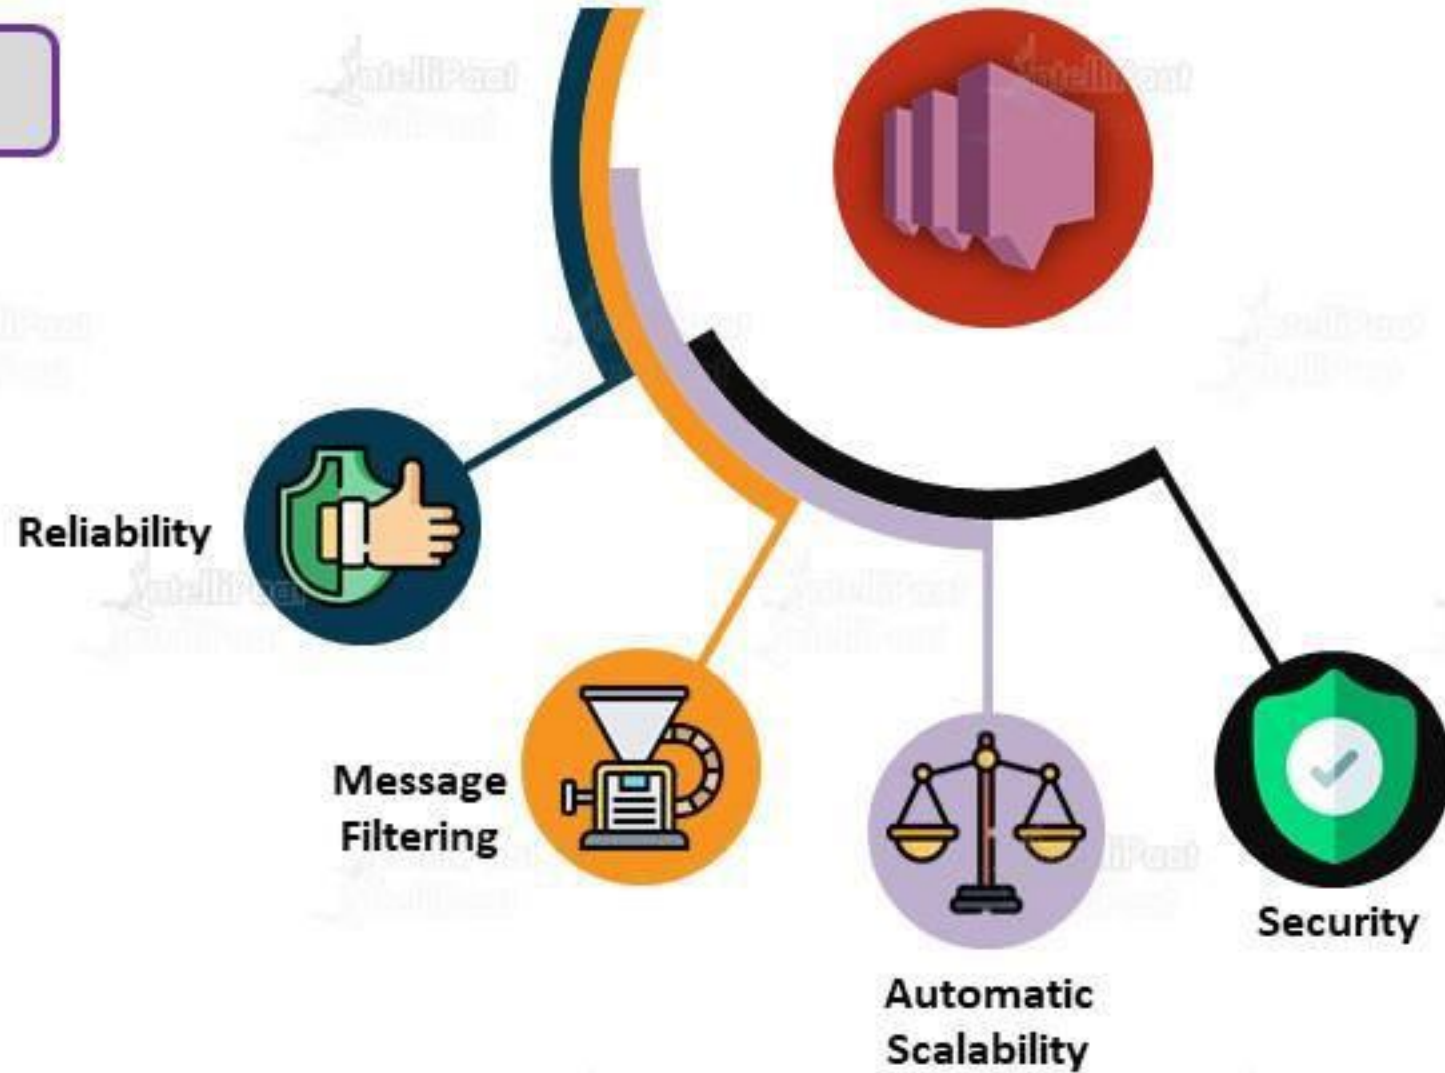 Reliability
Message
Filtering
Automatic
Scalability
Security